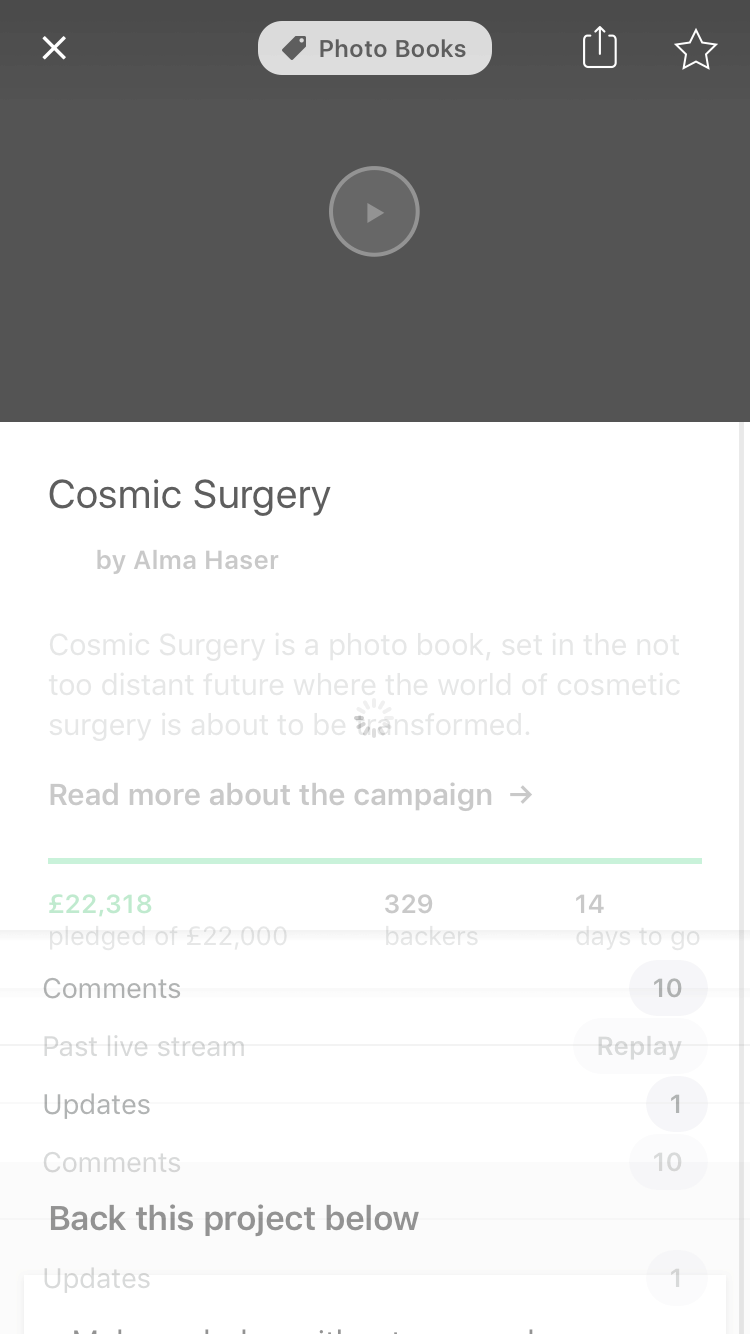 Photo Books
Cosmic Surgery
by Alma Haser
Cosmic Surgery is a photo book, set in the not
too distant future where the world of cosmetic
surgery is about to be transformed.
Read more about the campaign →
£22,318 329 14
pledged of £22,000 backers days to go
Comments 10
Past live stream Replay
Updates 1
Comments 10
Back this project below
Updates 1